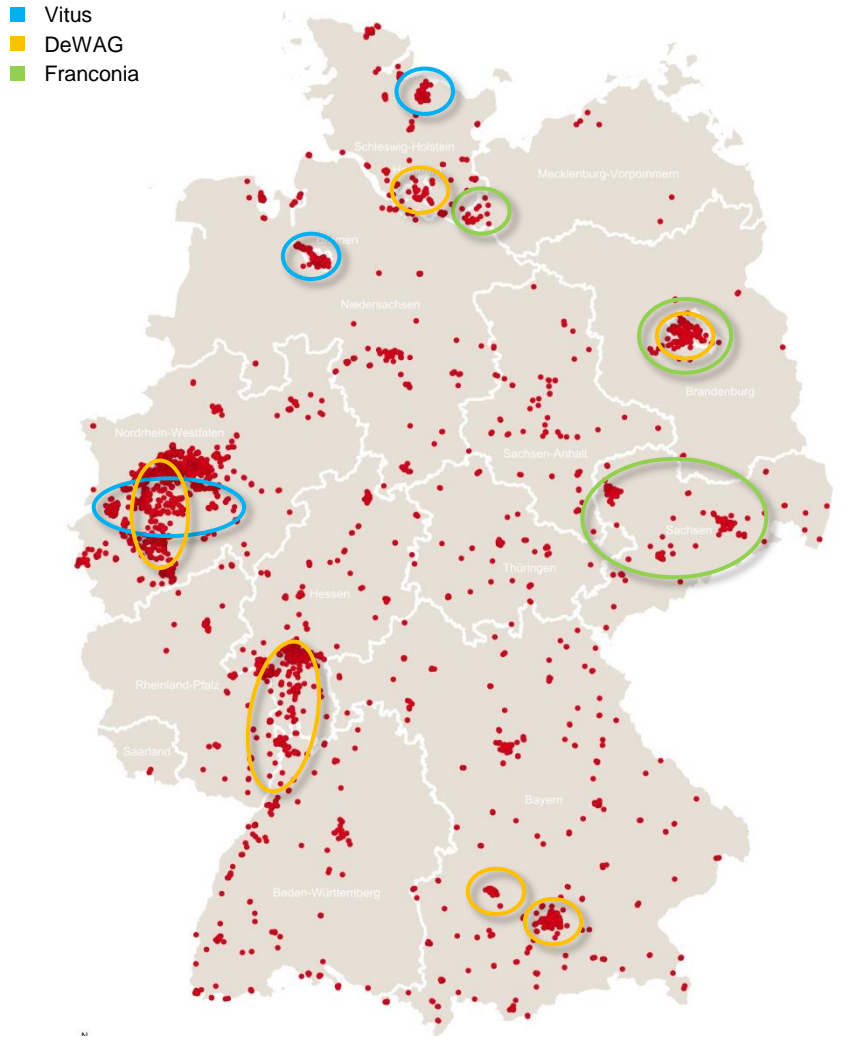 Vitus
DeWAG
Franconia
Schleswig-Holstein
Mecklenburg-Vorpommern
Niedersachsen
Brandenburg
Nordrhein-Westfalen
Sachsen-Anhalt
Sachsen
Thüringen
Hessen
Rheinland-Pfalz
Saarland
Bayern
Baden-Württemberg
N